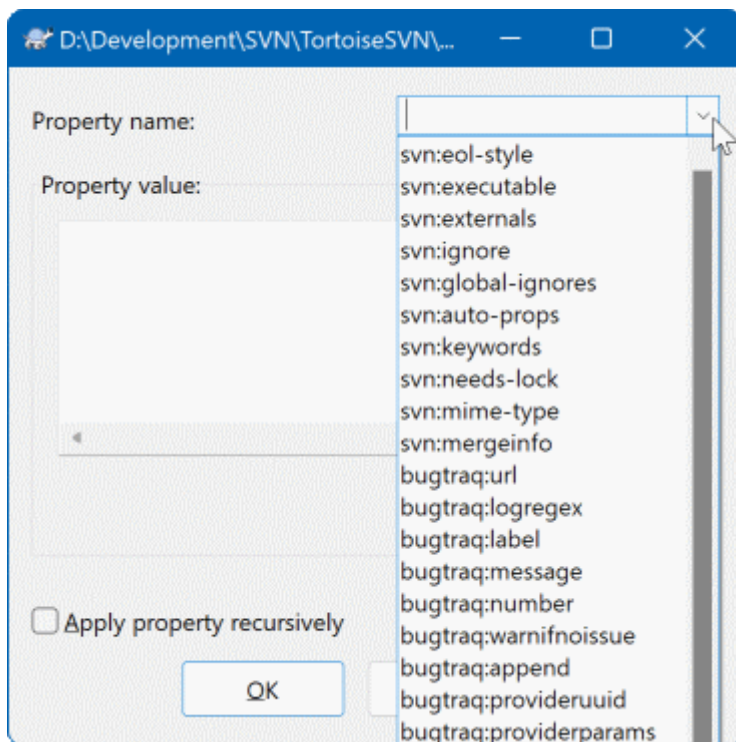 D:\Development\SVN\TortoiseSVN\...
Property name:
svn:eol-style
svn:executable
svn:externals
svn:ignore
svn:global-ignores
svn:auto-props
svn:keywords
svn:needs-lock
svn:mime-type
svn:mergeinfo
bugtraq:url
bugtraq:logregex
bugtraq:label
bugtraq:message
bugtraq:number
bugtraq:warnifnoissue
bugtraq:append
bugtraq:provideruuid
bugtraq:providerparams
Property value:
Apply property recursively
OK